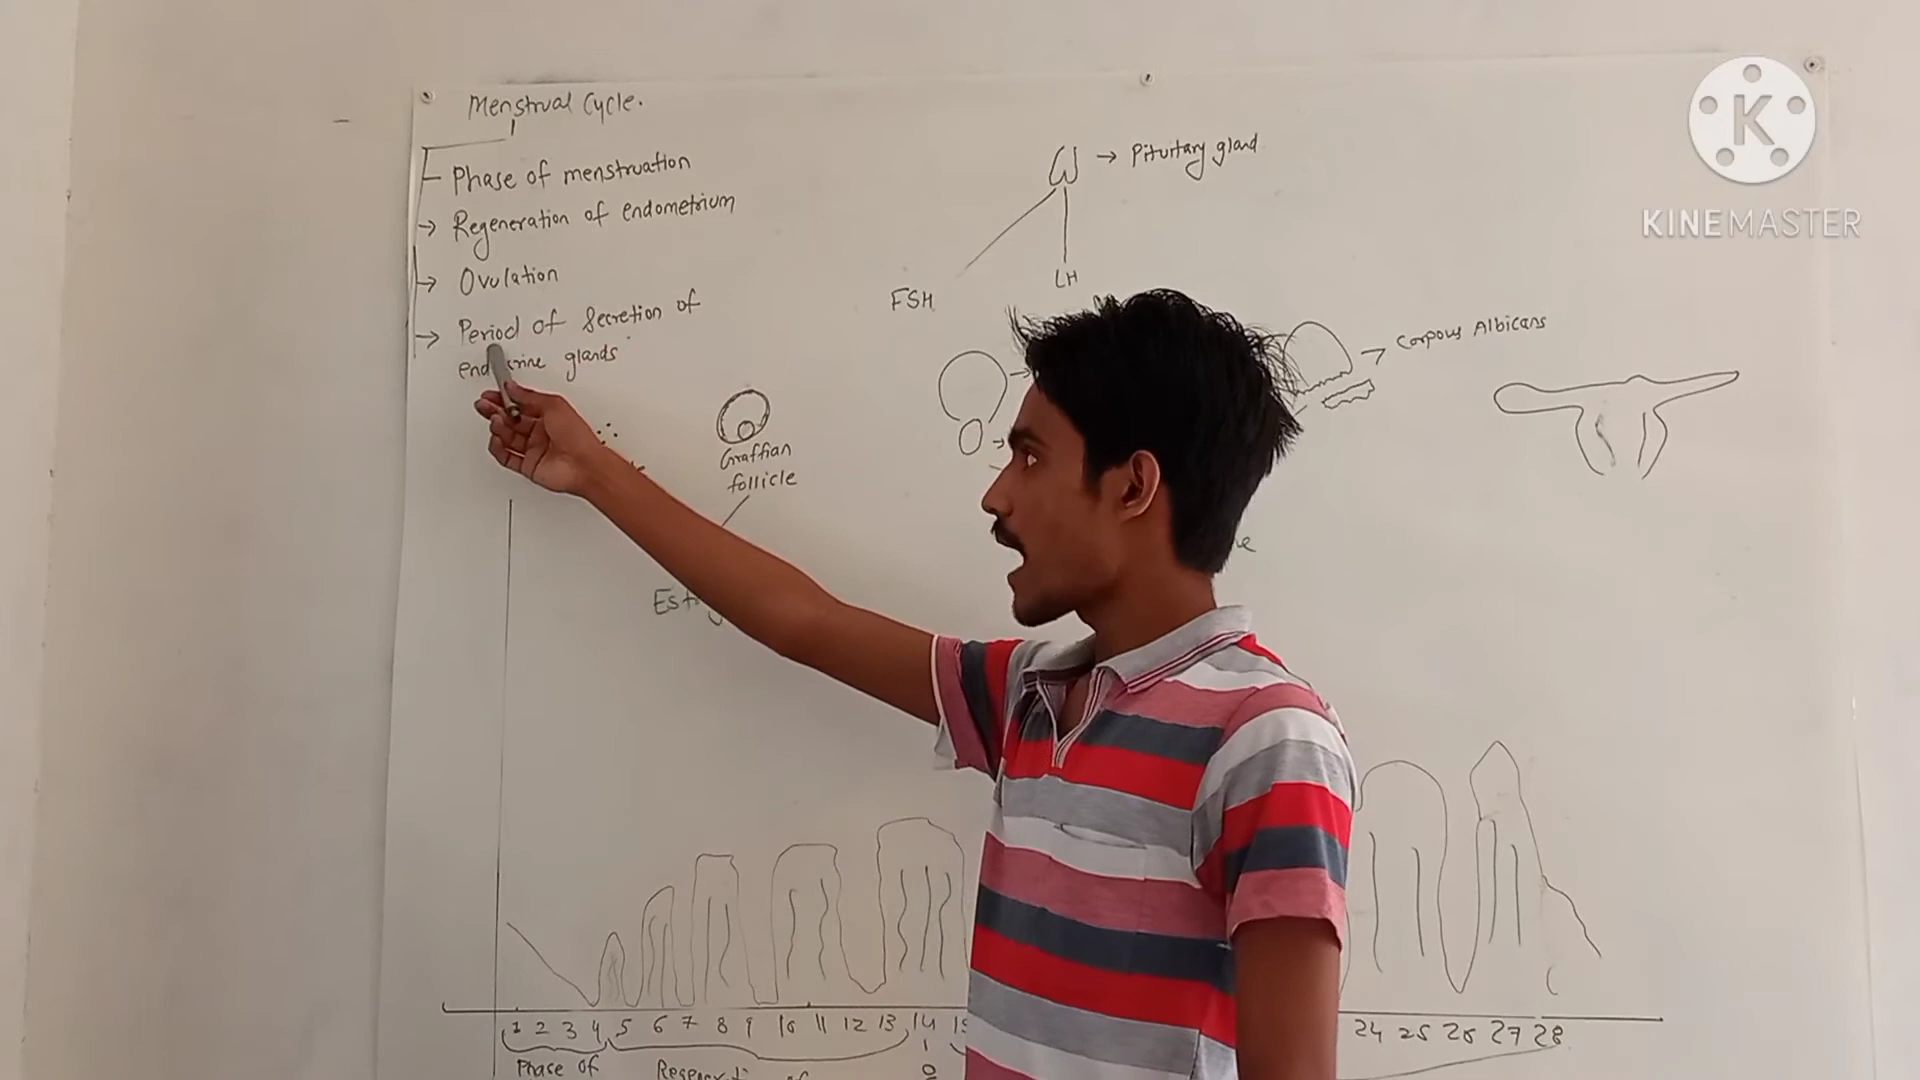 Menstrual Cycle.
Phase of menstruation
Regeneration of endometrium
Ovulation
Period of Secretion of
glands
Pituitary gland
FSH
LH
Corpous Albicans
Graffian
follicle
1 2 3 4 5 6 7 8 9 10 11 12 13 14
24 25 26 27 28
Phase of
KINEMASTER